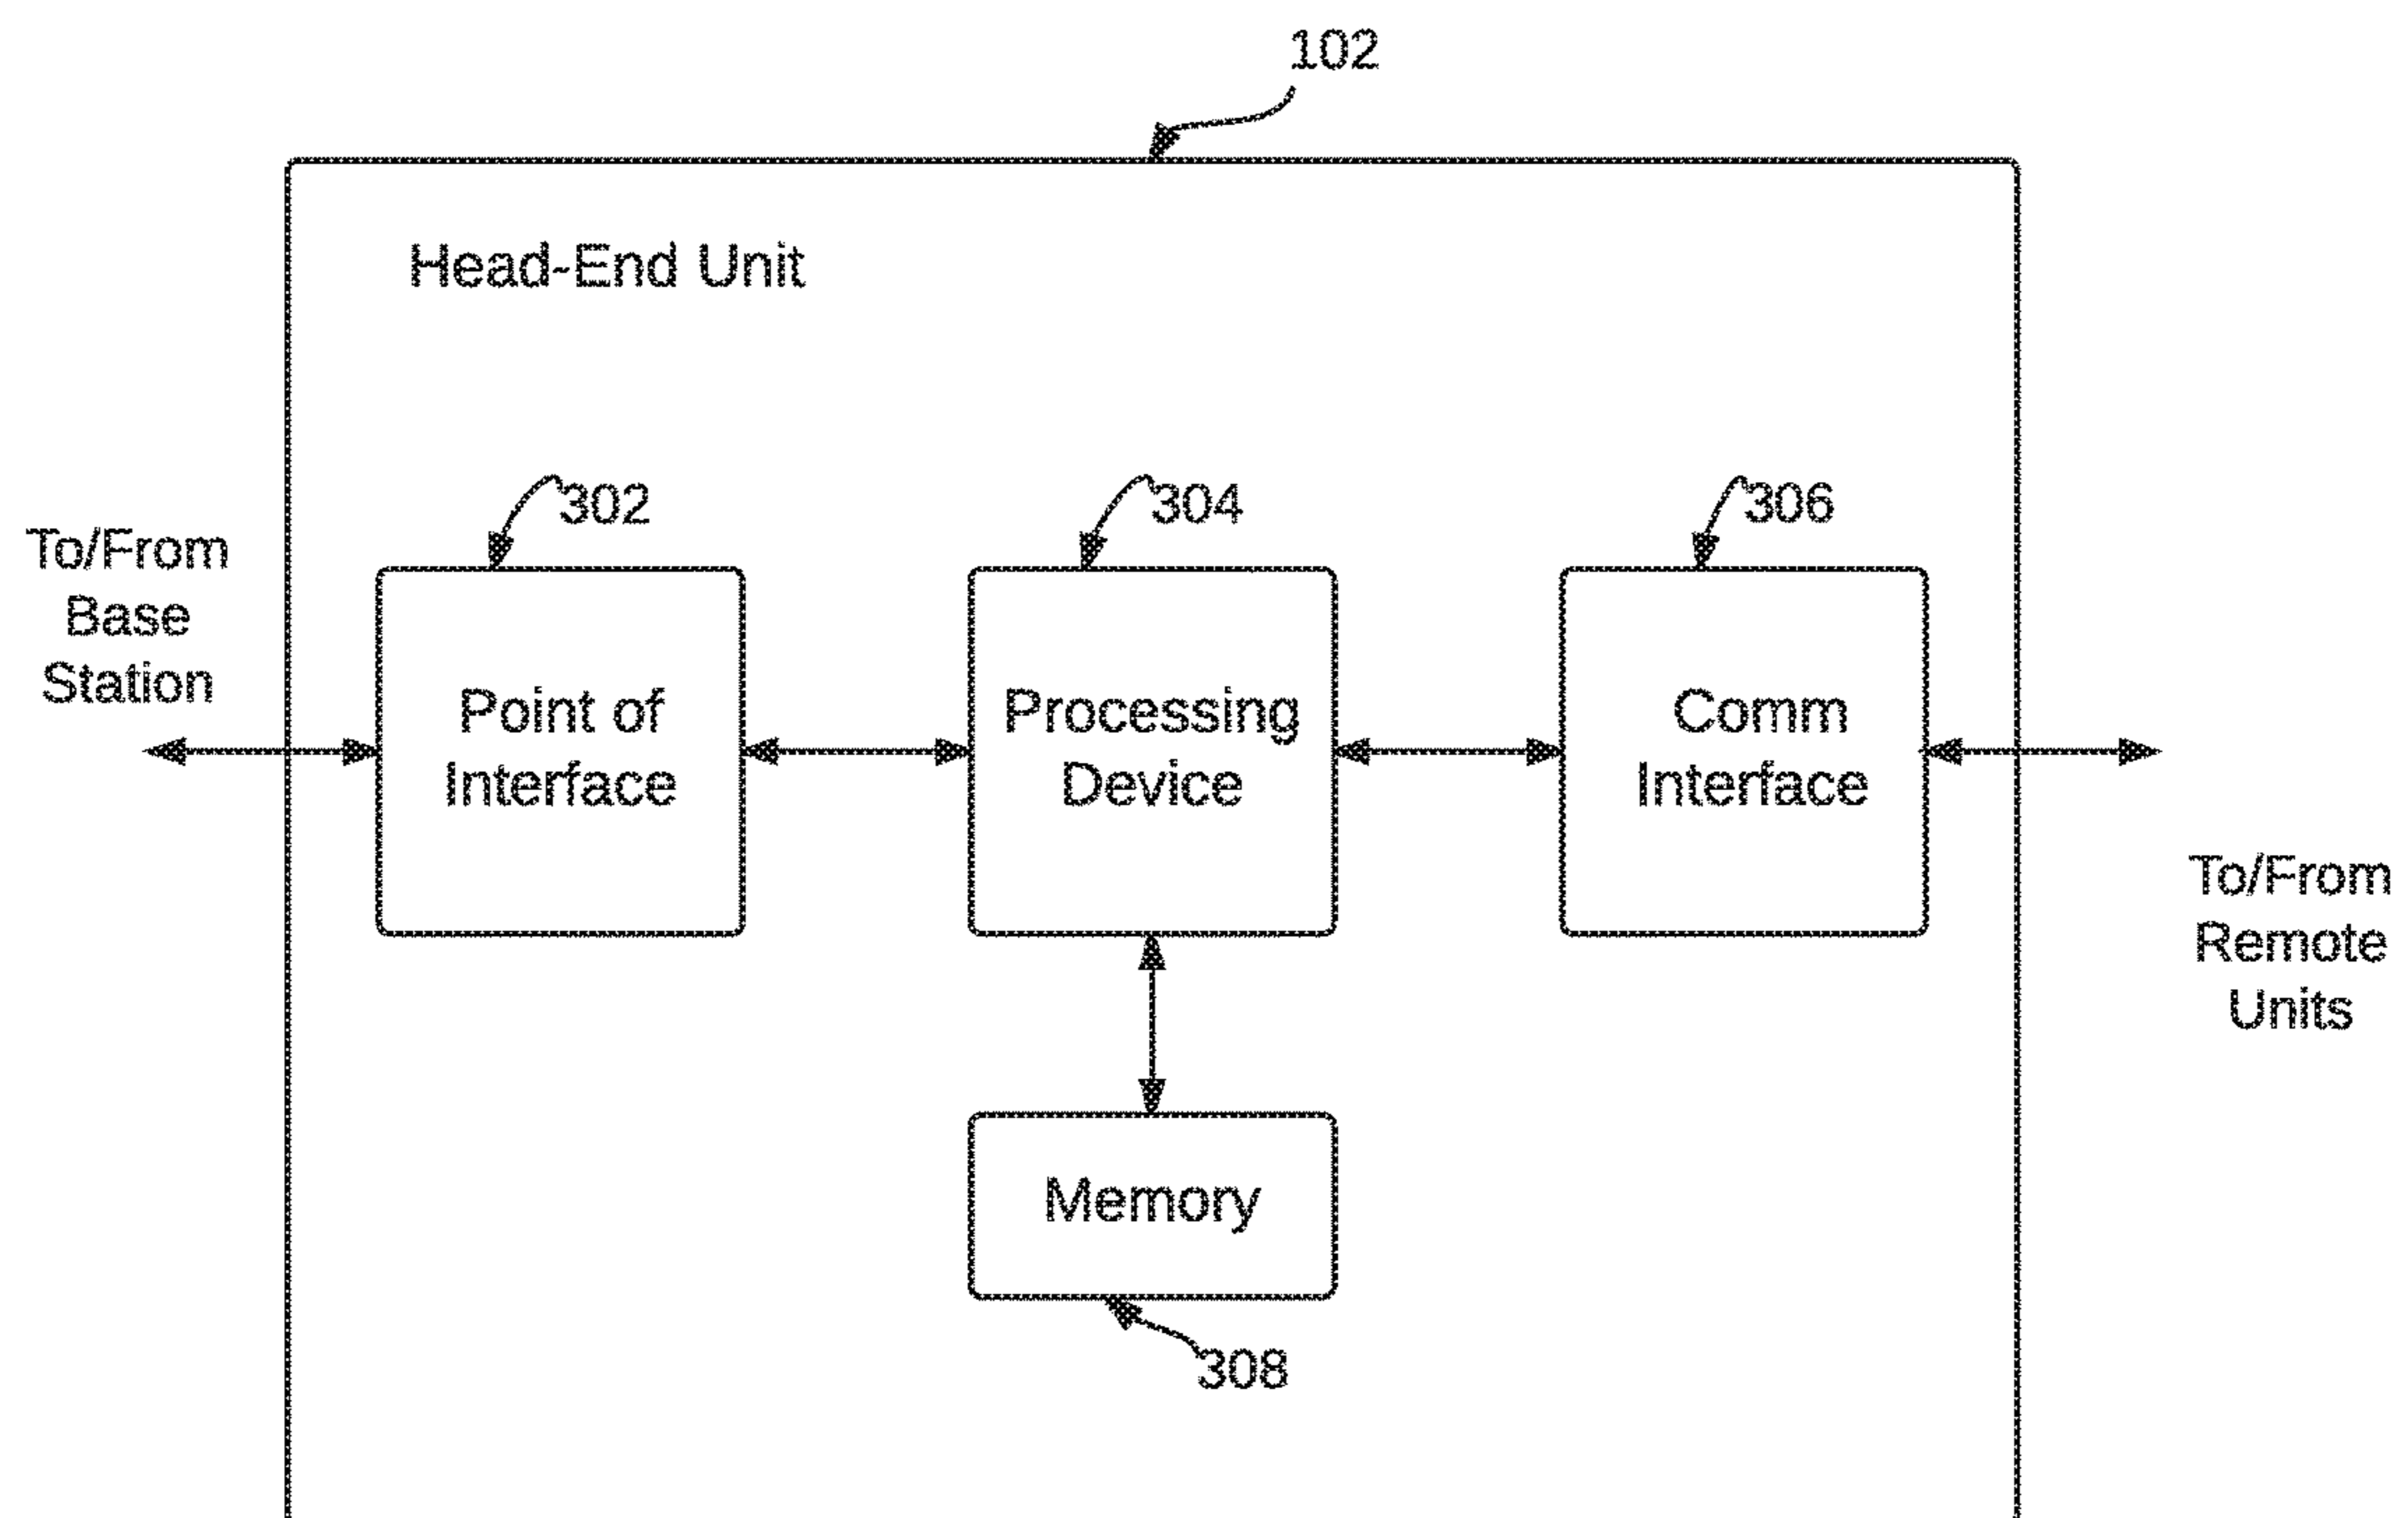 102
Head-End Unit
302
304
306
To/From
Base
Station
Point of
Interface
Processing
Device
Comm
Interface
To/From
Remote
Units
Memory
308